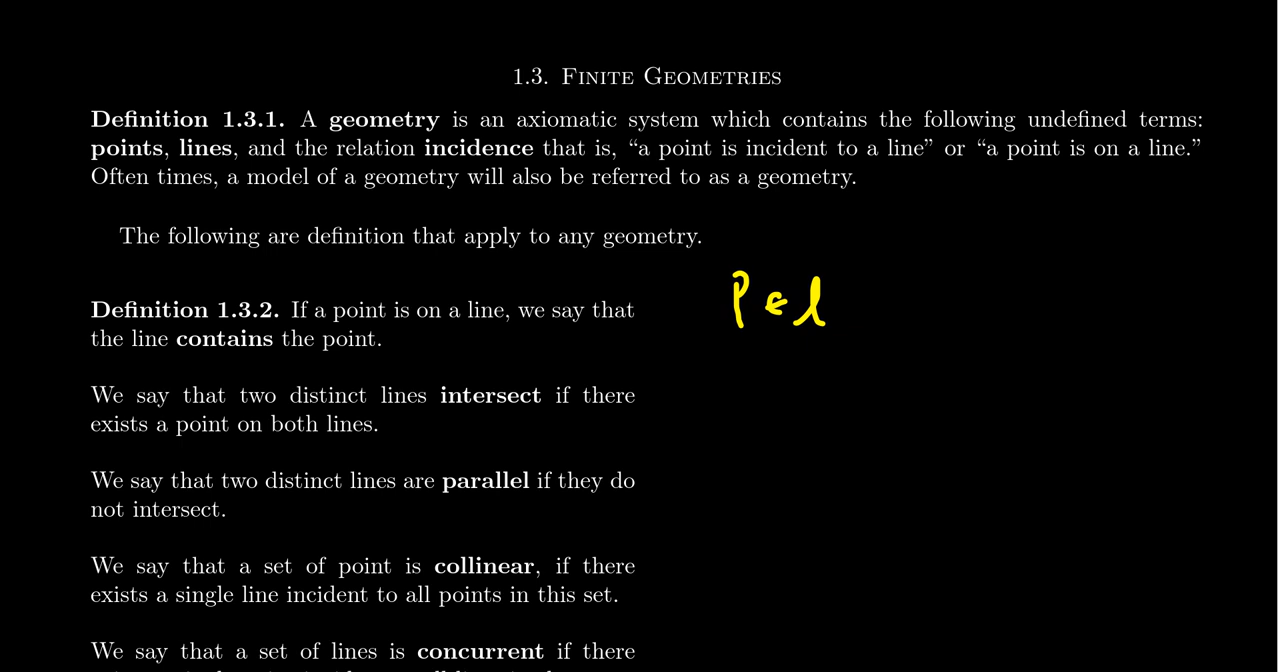 1.3. Finite Geometries
Definition 1.3.1. A geometry is an axiomatic system which contains the following undefined terms:
points, lines, and the relation incidence that is, “a point is incident to a line” or “a point is on a line.”
Often times, a model of a geometry will also be referred to as a geometry.
The following are definition that apply to any geometry.
Definition 1.3.2. If a point is on a line, we say that
the line contains the point.
P ∈ l
We say that two distinct lines intersect if there
exists a point on both lines.
We say that two distinct lines are parallel if they do
not intersect.
We say that a set of point is collinear, if there
exists a single line incident to all points in this set.
We say that a set of lines is concurrent if there